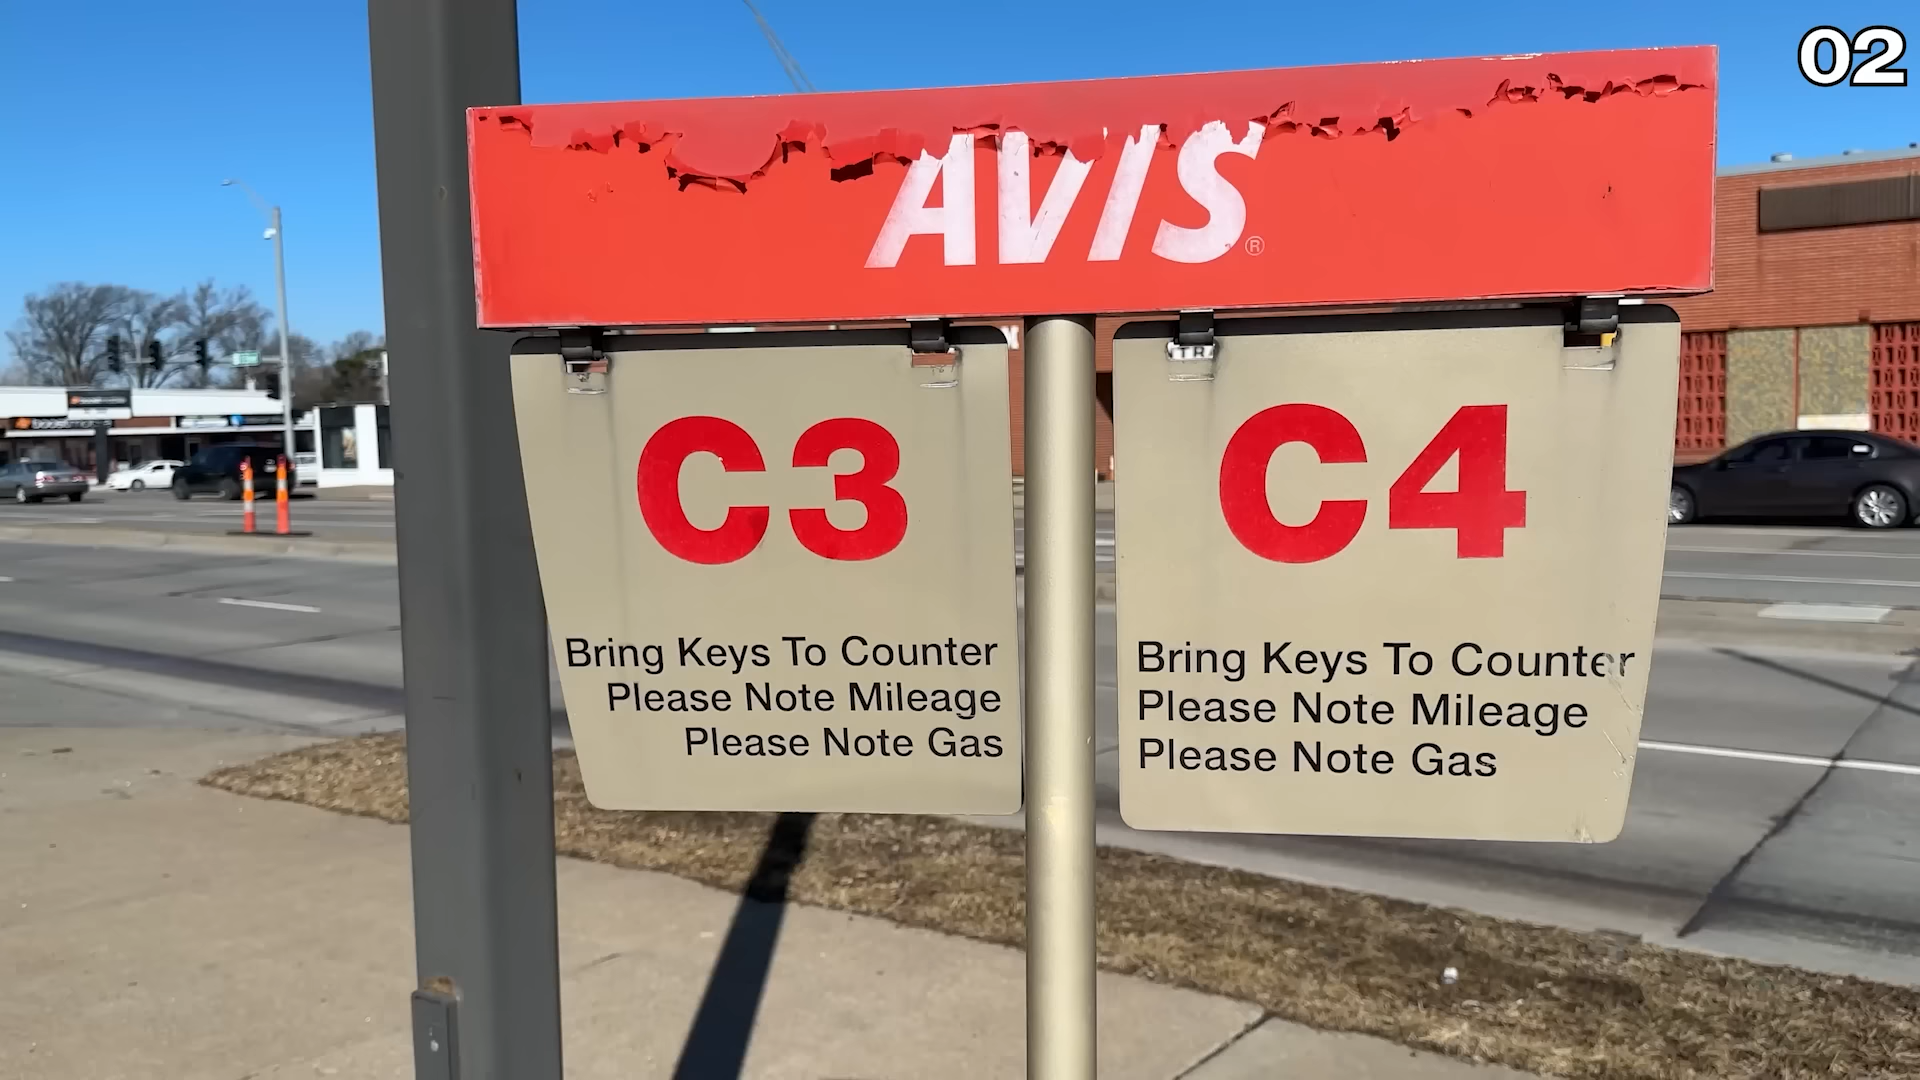 02
AVIS®
C3
Bring Keys To Counter
Please Note Mileage
Please Note Gas
C4
Bring Keys To Counter
Please Note Mileage
Please Note Gas
boost